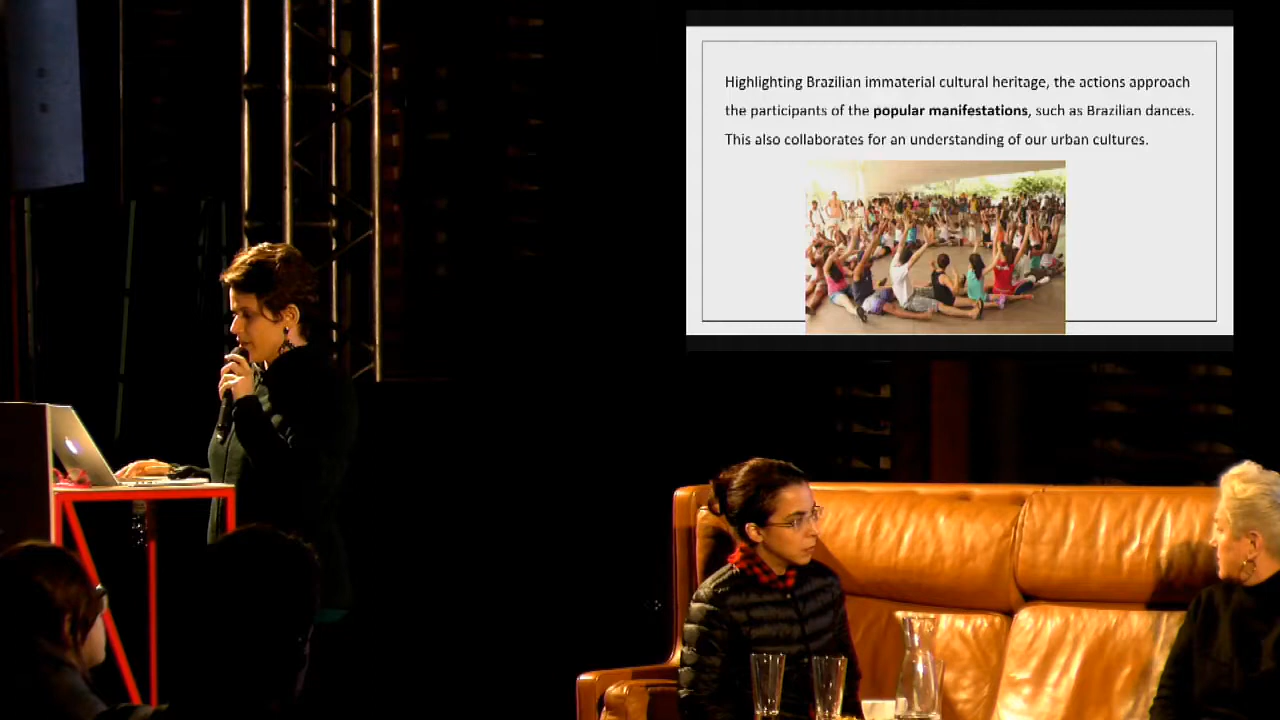 Highlighting Brazilian immaterial cultural heritage, the actions approach
the participants of the popular manifestations, such as Brazilian dances.
This also collaborates for an understanding of our urban cultures.